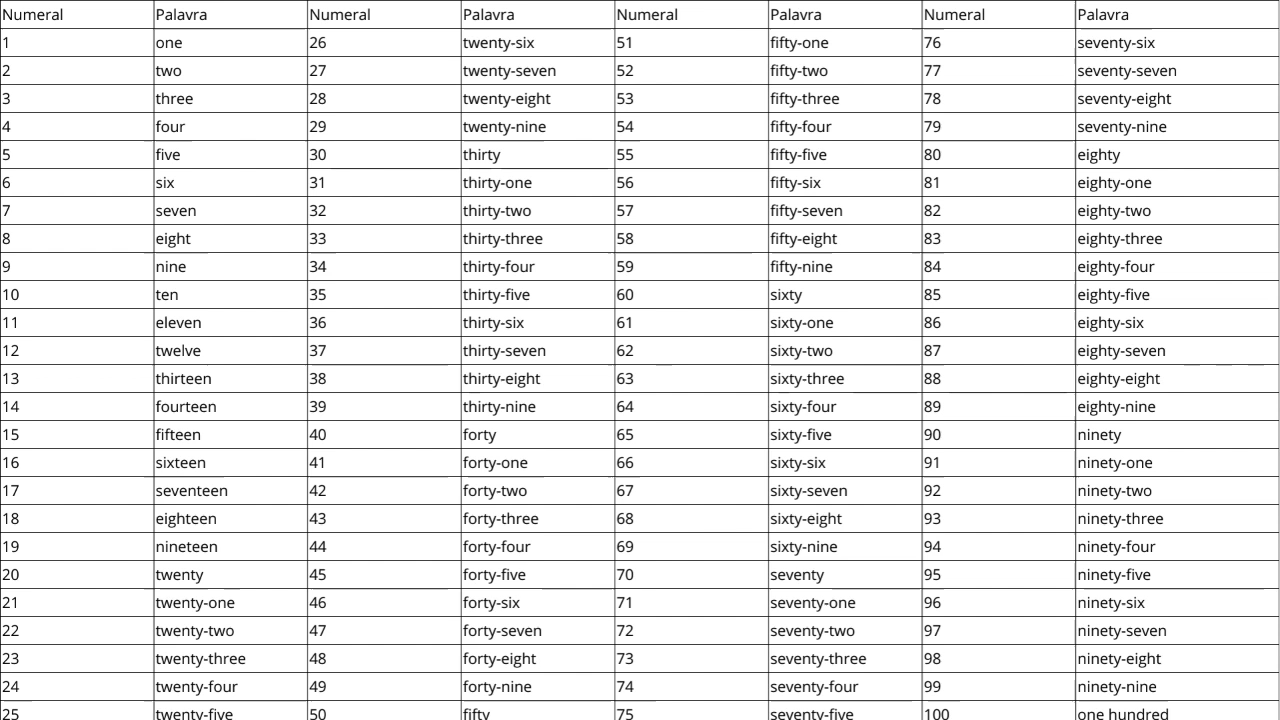 Numeral Palavra Numeral Palavra Numeral Palavra Numeral Palavra
1 one 26 twenty-six 51 fifty-one 76 seventy-six
2 two 27 twenty-seven 52 fifty-two 77 seventy-seven
3 three 28 twenty-eight 53 fifty-three 78 seventy-eight
4 four 29 twenty-nine 54 fifty-four 79 seventy-nine
5 five 30 thirty 55 fifty-five 80 eighty
6 six 31 thirty-one 56 fifty-six 81 eighty-one
7 seven 32 thirty-two 57 fifty-seven 82 eighty-two
8 eight 33 thirty-three 58 fifty-eight 83 eighty-three
9 nine 34 thirty-four 59 fifty-nine 84 eighty-four
10 ten 35 thirty-five 60 sixty 85 eighty-five
11 eleven 36 thirty-six 61 sixty-one 86 eighty-six
12 twelve 37 thirty-seven 62 sixty-two 87 eighty-seven
13 thirteen 38 thirty-eight 63 sixty-three 88 eighty-eight
14 fourteen 39 thirty-nine 64 sixty-four 89 eighty-nine
15 fifteen 40 forty 65 sixty-five 90 ninety
16 sixteen 41 forty-one 66 sixty-six 91 ninety-one
17 seventeen 42 forty-two 67 sixty-seven 92 ninety-two
18 eighteen 43 forty-three 68 sixty-eight 93 ninety-three
19 nineteen 44 forty-four 69 sixty-nine 94 ninety-four
20 twenty 45 forty-five 70 seventy 95 ninety-five
21 twenty-one 46 forty-six 71 seventy-one 96 ninety-six
22 twenty-two 47 forty-seven 72 seventy-two 97 ninety-seven
23 twenty-three 48 forty-eight 73 seventy-three 98 ninety-eight
24 twenty-four 49 forty-nine 74 seventy-four 99 ninety-nine
25 twenty-five 50 fifty 75 seventy-five 100 one hundred